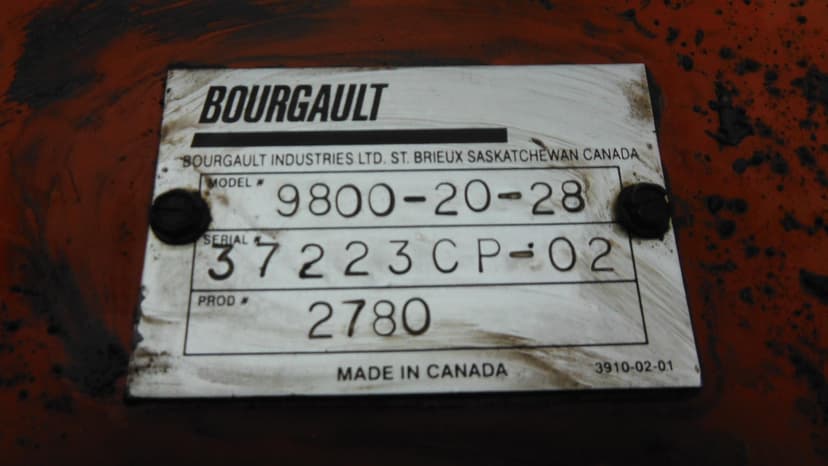 BOURGAULT
BOURGAULT INDUSTRIES LTD. ST. BRIEUX SASKATCHEWAN CANADA
MODEL # 9800-20-28
SERIAL # 37223CP-02
PROD # 2780
MADE IN CANADA 3910-02-01